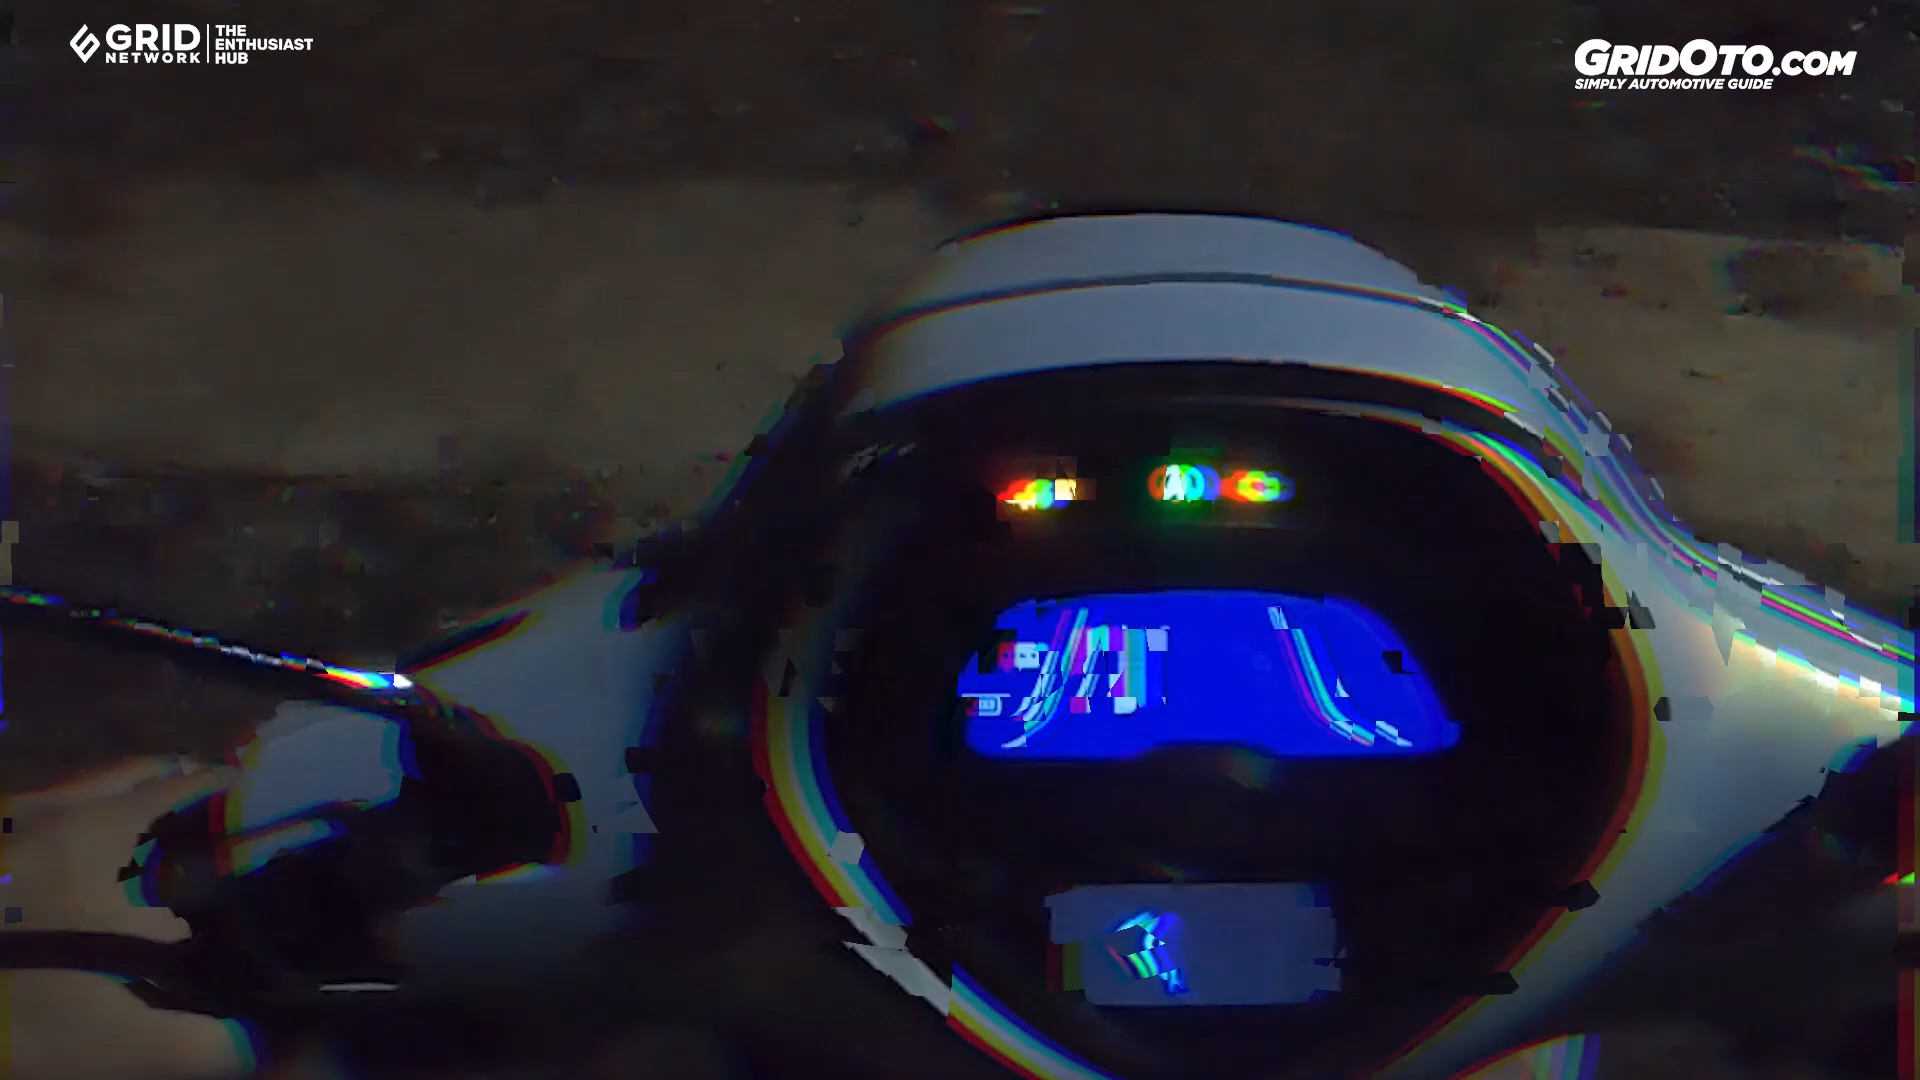 GRID
NETWORK
THE
ENTHUSIAST
HUB
GRIDOTO.COM
SIMPLY AUTOMOTIVE GUIDE